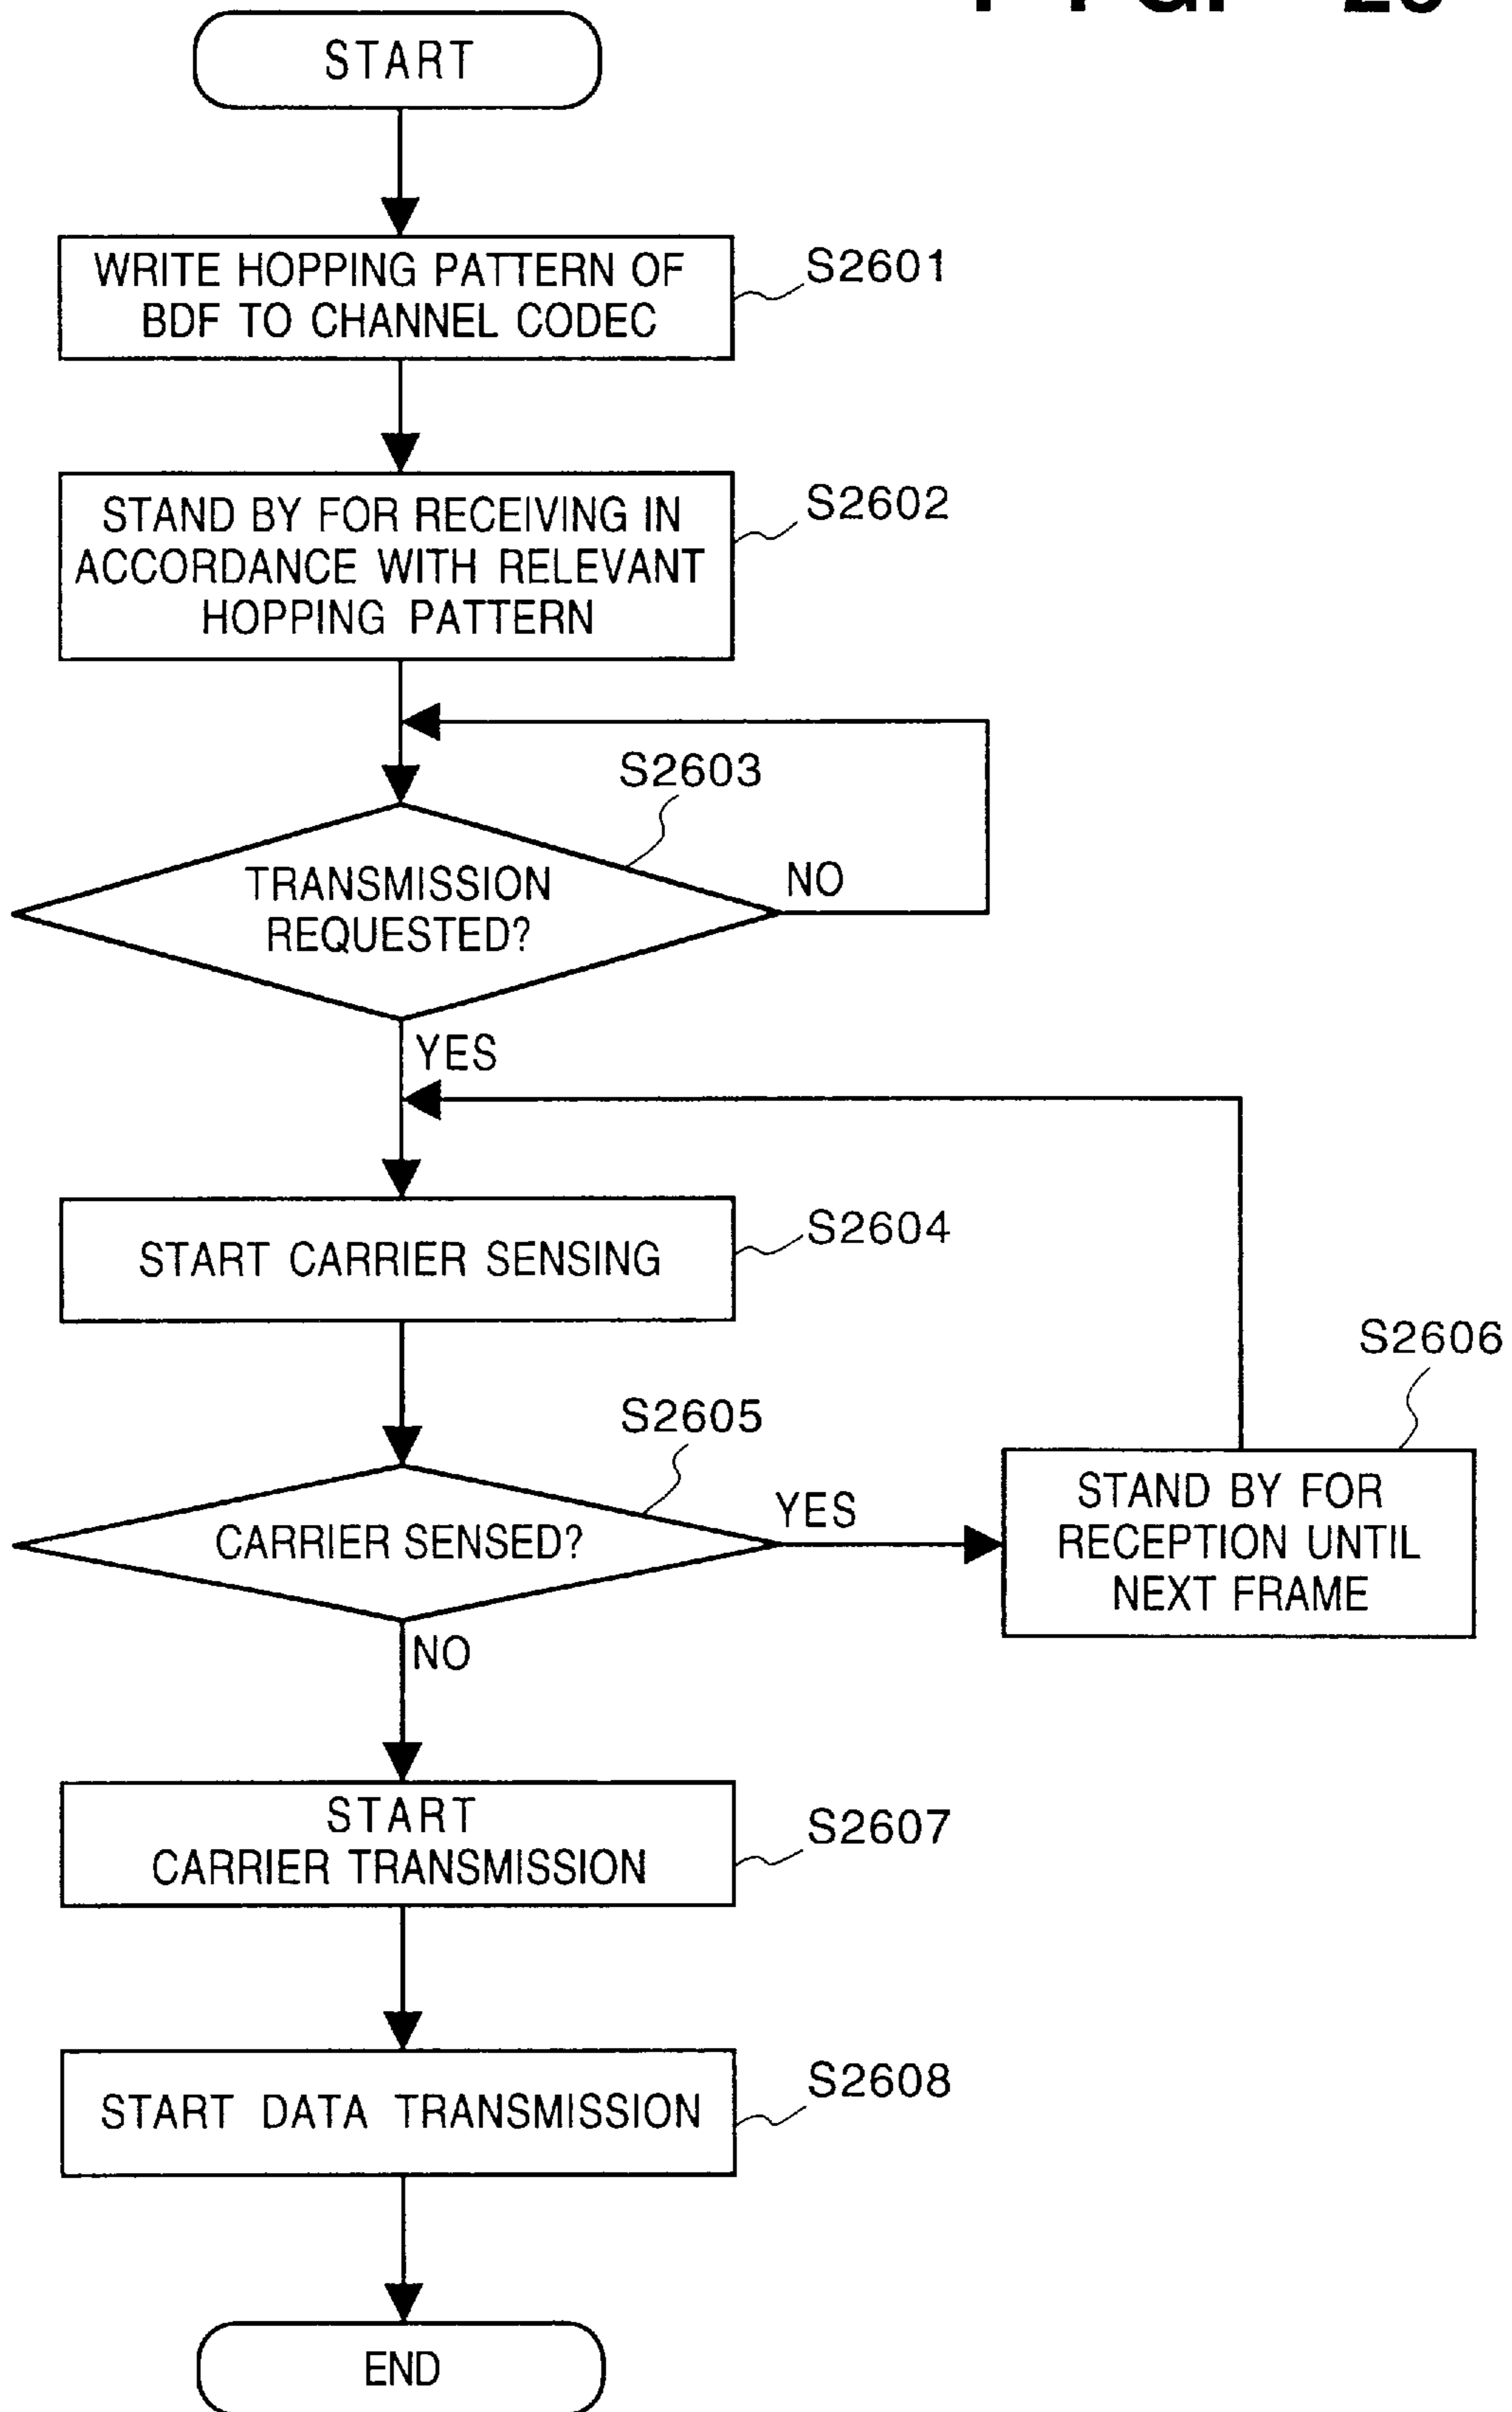 START
WRITE HOPPING PATTERN OF
BDF TO CHANNEL CODEC
S2601
STAND BY FOR RECEIVING IN
ACCORDANCE WITH RELEVANT
HOPPING PATTERN
S2602
S2603
TRANSMISSION
REQUESTED?
NO
YES
START CARRIER SENSING
S2604
S2605
CARRIER SENSED?
YES
S2606
STAND BY FOR
RECEPTION UNTIL
NEXT FRAME
NO
START
CARRIER TRANSMISSION
S2607
START DATA TRANSMISSION
S2608
END